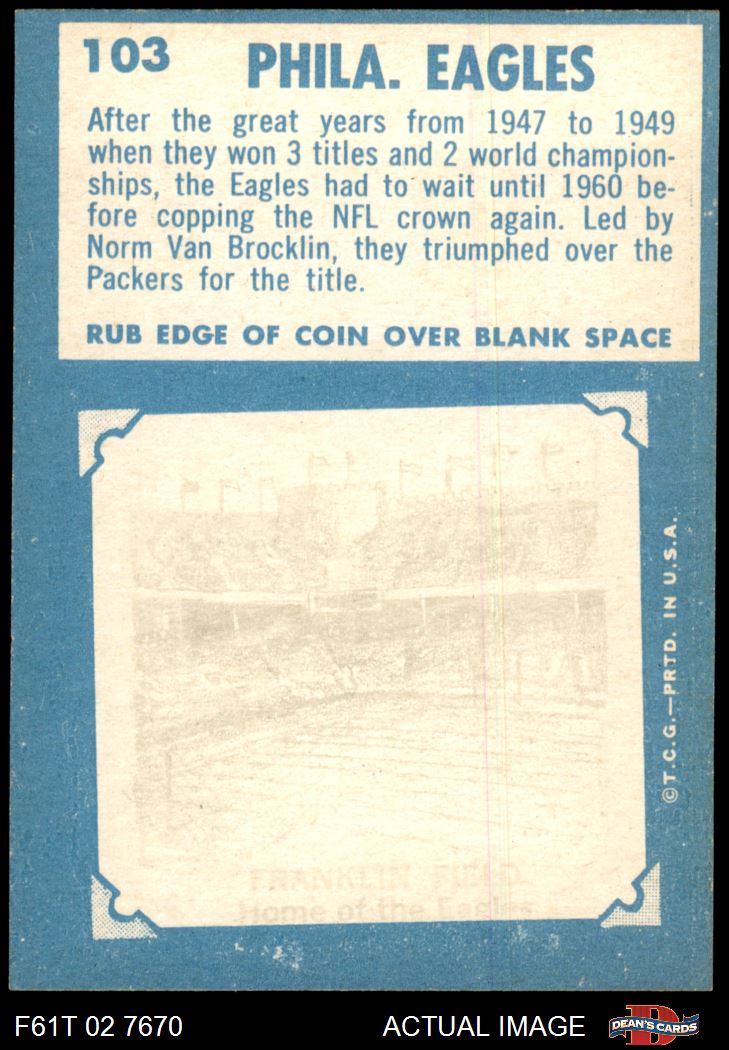 103 PHILA. EAGLES
After the great years from 1947 to 1949
when they won 3 titles and 2 world champion-
ships, the Eagles had to wait until 1960 be-
fore copping the NFL crown again. Led by
Norm Van Brocklin, they triumphed over the
Packers for the title.
RUB EDGE OF COIN OVER BLANK SPACE
©T.C.G.—PRTD. IN U.S.A.
FRANKLIN FIELD
Home of the Eagles
F61T 02 7670 ACTUAL IMAGE DEAN'S CARDS